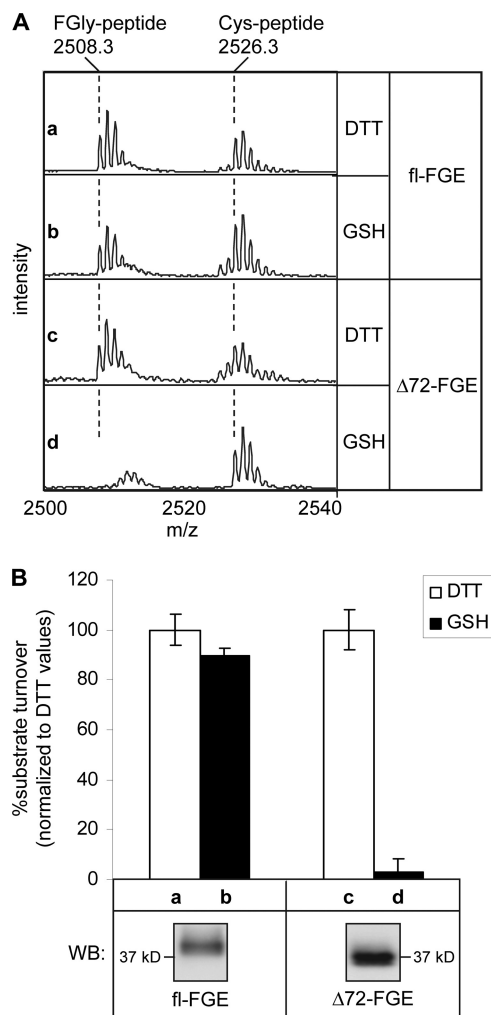 A
FGly-peptide
2508.3
Cys-peptide
2526.3
a
DTT
fl-FGE
b
GSH
intensity
c
DTT
Δ72-FGE
d
GSH
2500
2520
2540
m/z
B
120
100
80
60
40
20
0
%substrate turnover
(normalized to DTT values)
DTT
GSH
a b c d
WB:
37 kD
37 kD
fl-FGE
Δ72-FGE